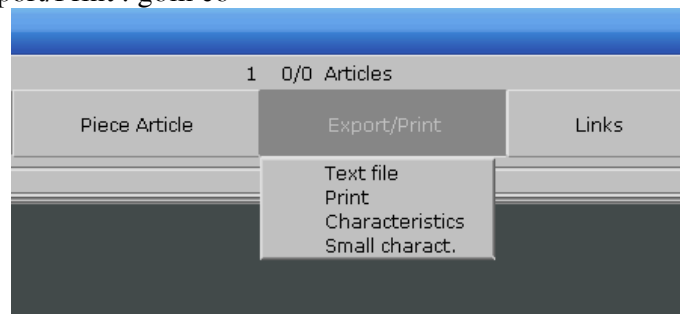 1 0/0 Articles
Piece Article Export/Print Links
Text file
Print
Characteristics
Small charact.